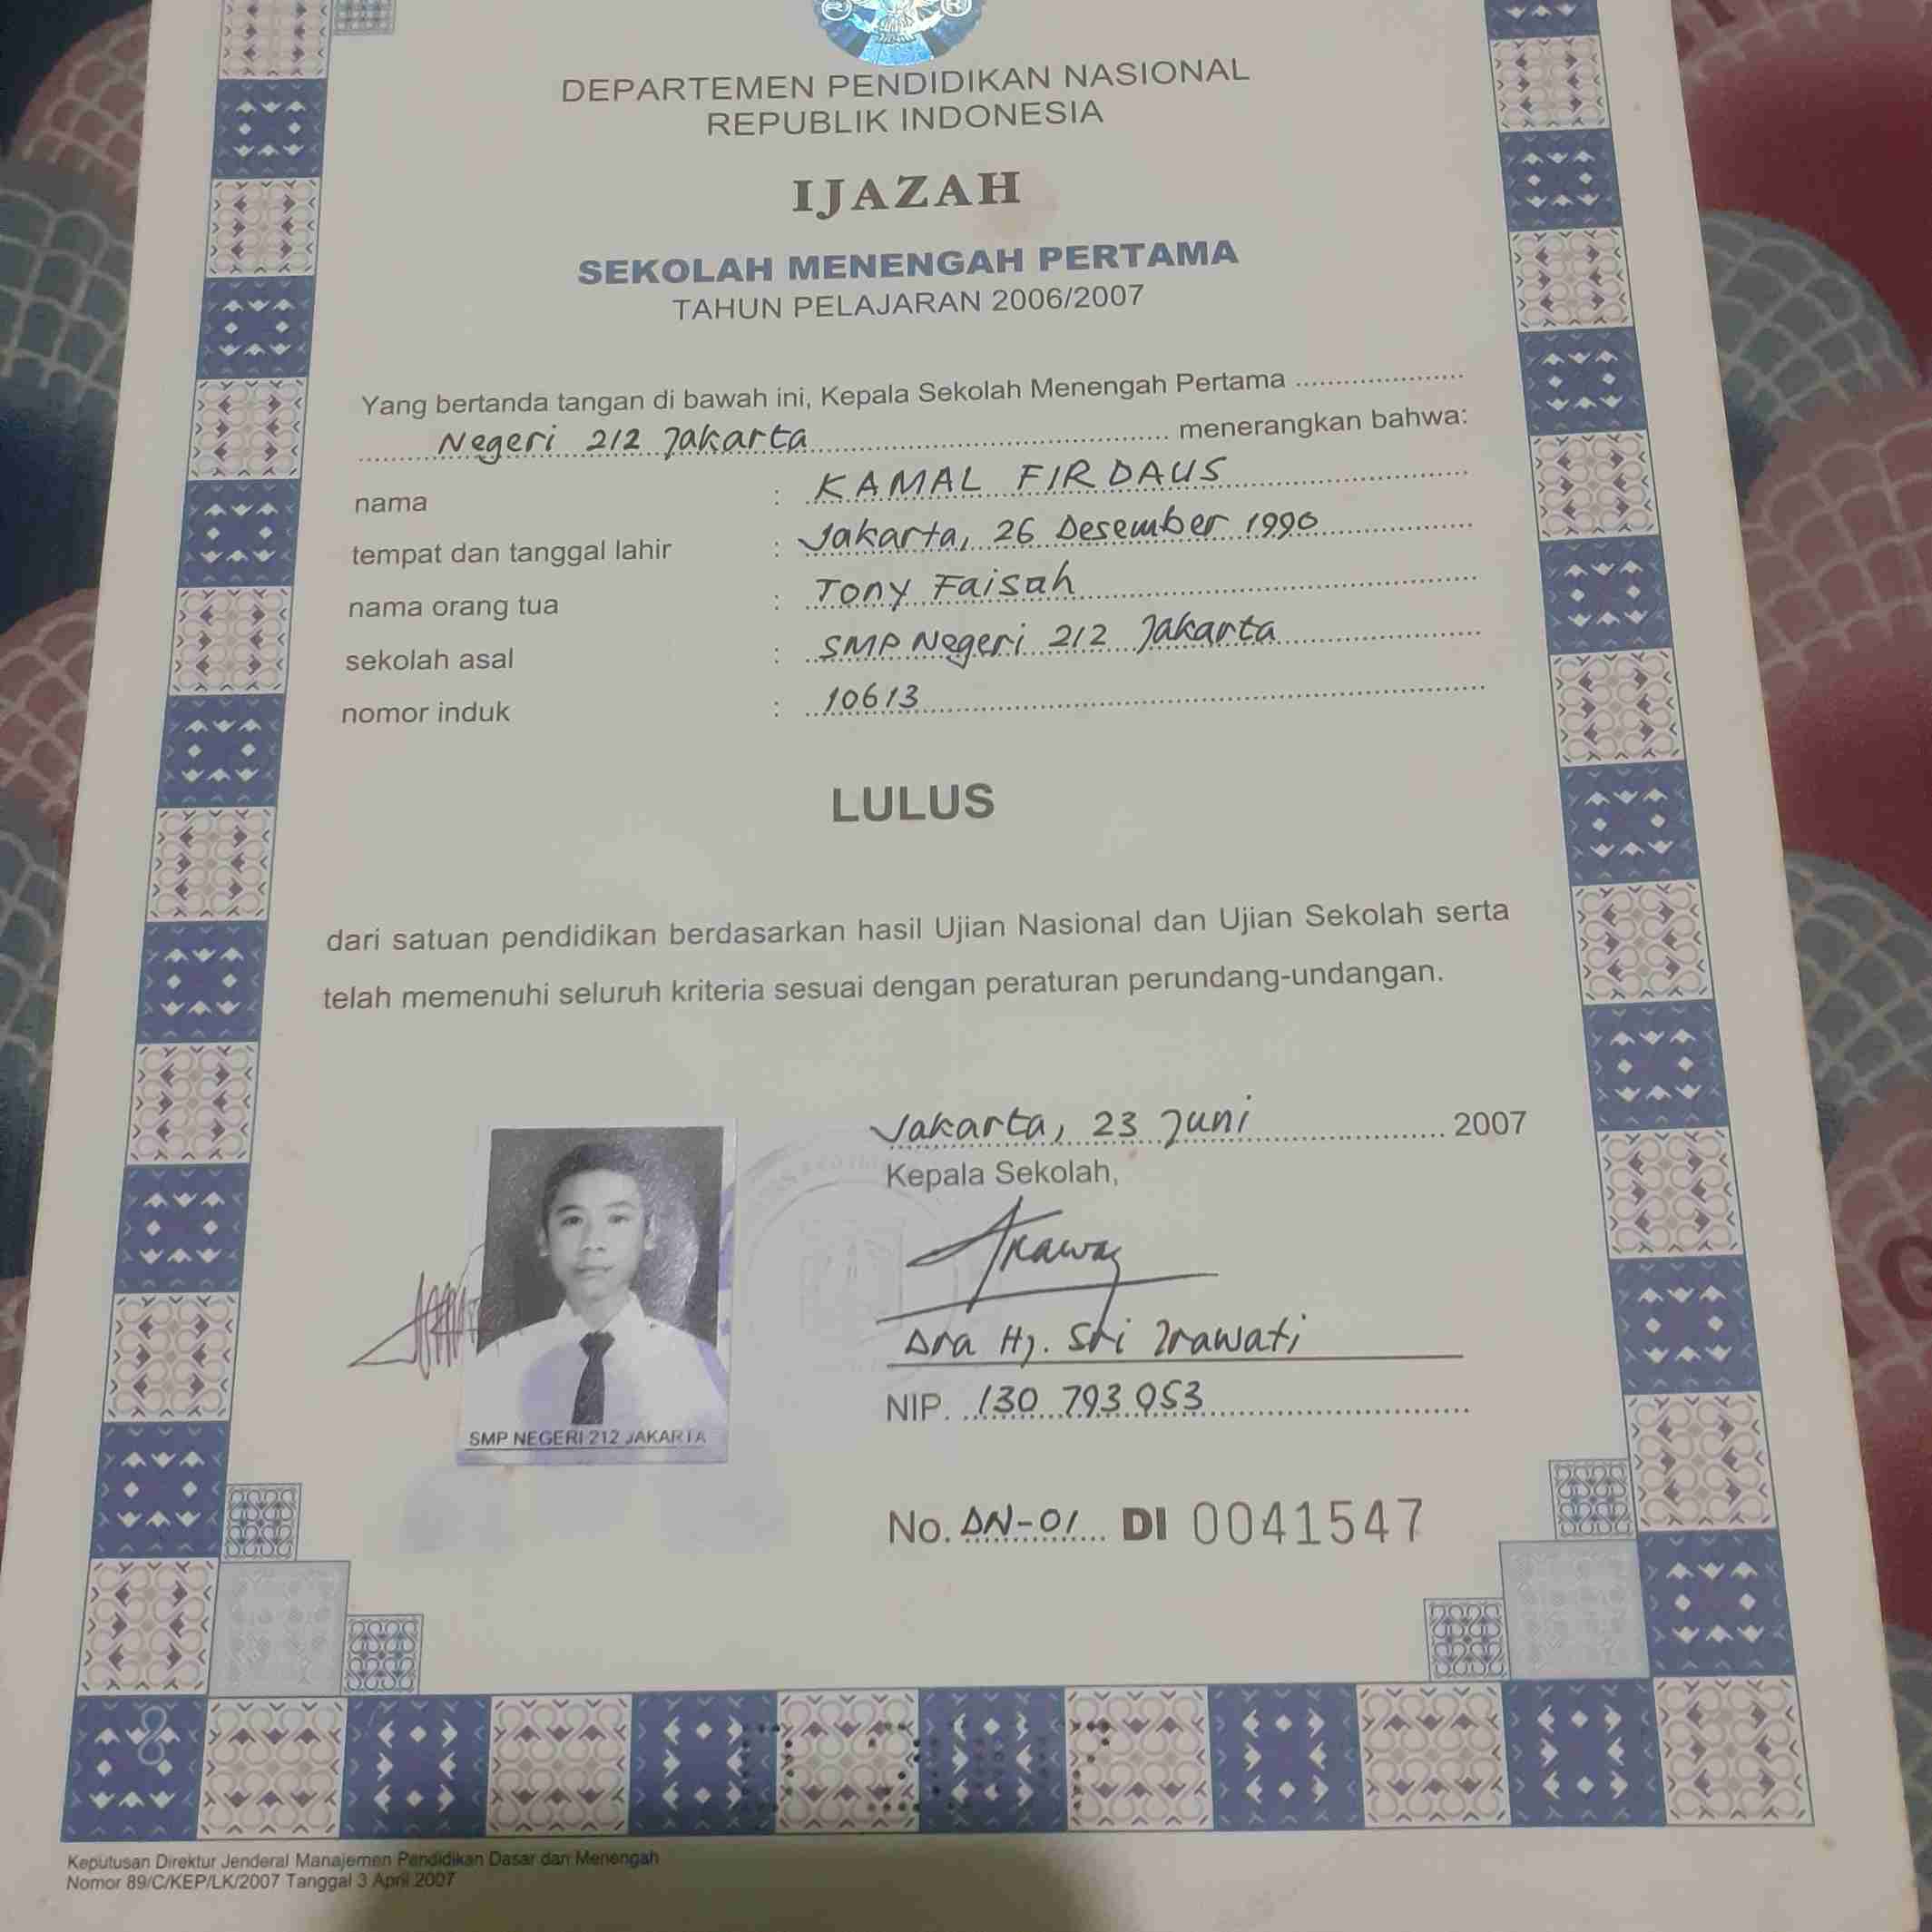 DEPARTEMEN PENDIDIKAN NASIONAL
REPUBLIK INDONESIA
IJAZAH
SEKOLAH MENENGAH PERTAMA
TAHUN PELAJARAN 2006/2007
Yang bertanda tangan di bawah ini, Kepala Sekolah Menengah Pertama
Negeri 212 Jakarta menerangkan bahwa:
nama : KAMAL FIRDAUS
tempat dan tanggal lahir : Jakarta, 26 Desember 1990
nama orang tua : Tony Faisah
sekolah asal : SMP Negeri 212 Jakarta
nomor induk : 10613
LULUS
dari satuan pendidikan berdasarkan hasil Ujian Nasional dan Ujian Sekolah serta
telah memenuhi seluruh kriteria sesuai dengan peraturan perundang-undangan.
Jakarta, 23 Juni 2007
Kepala Sekolah,
Dra Hj. Sri Irawati
NIP. 130 793 053
SMP NEGERI 212 JAKARTA
No. DN-01 DI 0041547
Keputusan Direktur Jenderal Manajemen Pendidikan Dasar dan Menengah
Nomor 89/C/KEP/LK/2007 Tanggal 3 April 2007